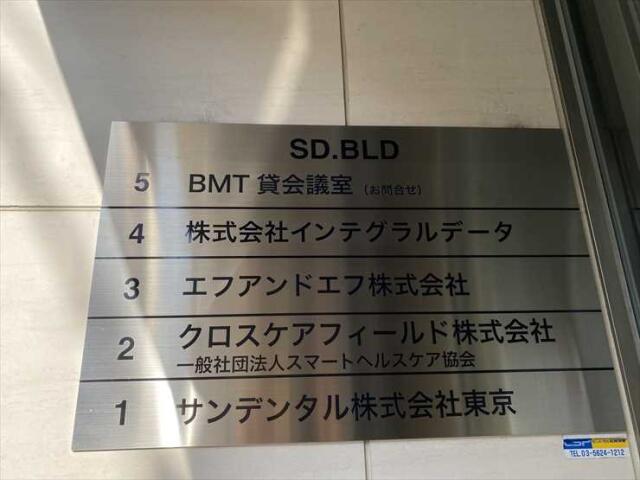 SD.BLD
5 BMT 貸会議室 (お問合せ)
4 株式会社インテグラルデータ
3 エフアンドエフ株式会社
2 クロスケアフィールド株式会社
一般社団法人スマートヘルスケア協会
1 サンデンタル株式会社東京
TEL.03-5624-1212